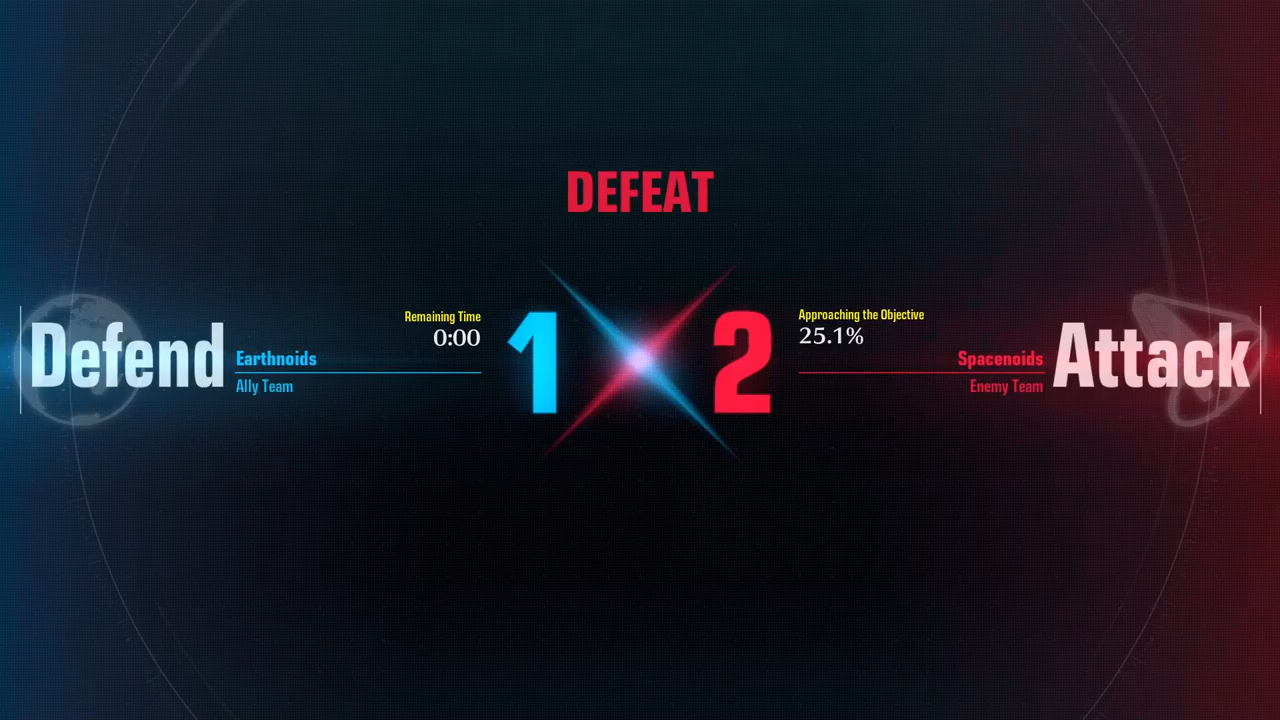 DEFEAT
Defend
Earthnoids
Ally Team
Remaining Time
0:00
1
2
Approaching the Objective
25.1%
Spacenoids
Enemy Team
Attack